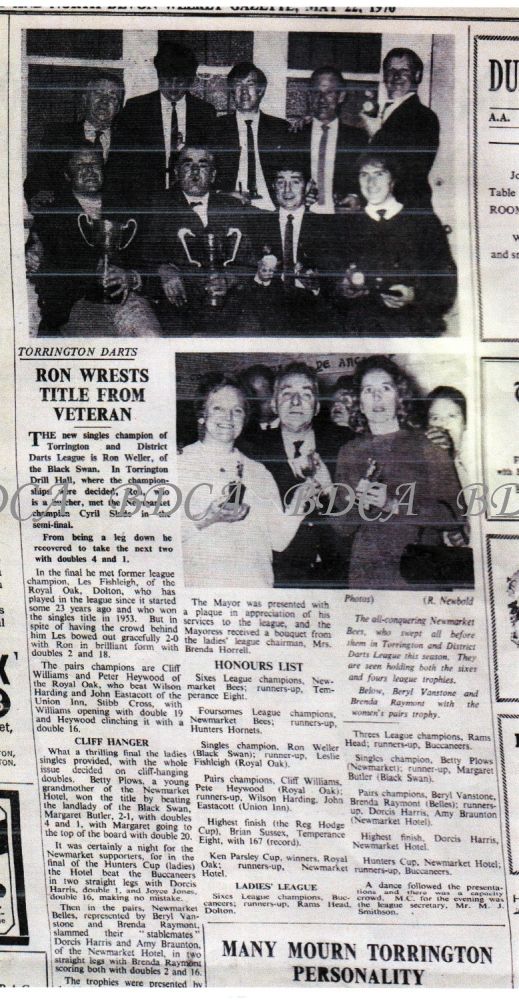 AND NORTH DEVON WEEKLY GAZETTE, MAY 22, 1970
DU
A.A.
Jo
Table
ROOM
W
and sn
TORRINGTON DARTS
RON WRESTS
TITLE FROM
VETERAN
THE new singles champion of
Torrington and District
Darts League is Ron Weller, of
the Black Swan. In Torrington
Drill Hall, where the champion-
ships were decided, Ron, who
is a butcher, met the Newmarket
champion Cyril in the
semi-final.
From being a leg down he
recovered to take the next two
with doubles 4 and 1.
In the final he met former league
champion, Les Fishleigh, of the
Royal Oak, Dolton, who has
played in the league since it started
some 23 years ago and who won
the singles title in 1953. But in
spite of having the crowd behind
him Les bowed out gracefully 2-0
with Ron in brilliant form with
doubles 2 and 18.
The pairs champions are Cliff
Williams and Peter Heywood of
the Royal Oak, who beat Wilson
Harding and John Eastacott of the
Union Inn, Stibb Cross, with
Williams opening with double 19
and Heywood clinching it with a
double 16.
CLIFF HANGER
What a thrilling final the ladies
singles provided, with the whole
issue decided on cliff-hanging
doubles. Betty Plows, a young
grandmother of the Newmarket
Hotel, won the title by beating
the landlady of the Black Swan,
Margaret Butler, 2-1, with doubles
4 and 1, with Margaret going to
the top of the board with double 20.
It was certainly a night for the
Newmarket supporters, for in the
final of the Hunters Cup (ladies)
the Hotel beat the Buccaneers
in two straight legs with Dorcis
Harris, double 1, and Joyce Jones,
double 16, making no mistake.
Then in the pairs, Newmarket
Belles, represented by Beryl Van-
stone and Brenda Raymont,
slammed their "stablemates"
Dorcis Harris and Amy Braunton,
of the Newmarket Hotel, in two
straight legs with Brenda Raymont
scoring both with doubles 2 and 16.
The trophies were presented by
The Mayor was presented with
a plaque in appreciation of his
services to the league, and the
Mayoress received a bouquet from
the ladies' league chairman, Mrs.
Brenda Horrell.
HONOURS LIST
Sixes League champions, New-
market Bees; runners-up, Tem-
perance Eight.
Foursomes League champions,
Newmarket Bees; runners-up,
Hunters Hornets.
Singles champion, Ron Weller
(Black Swan); runner-up, Leslie
Fishleigh (Royal Oak).
Pairs champions, Cliff Williams,
Pete Heywood (Royal Oak);
runners-up, Wilson Harding, John
Eastacott (Union Inn).
Highest finish (the Reg Hodge
Cup), Brian Sussex, Temperance
Eight, with 167 (record).
Ken Parsley Cup, winners, Royal
Oak; runners-up, Newmarket
Hotel.
LADIES' LEAGUE
Sixes League champions, Buc-
caneers; runners-up, Rams Head,
Dolton.
Photos) (R. Newbold
The all-conquering Newmarket
Bees, who swept all before
them in Torrington and District
Darts League this season. They
are seen holding both the sixes
and fours league trophies.
Below, Beryl Vanstone and
Brenda Raymont with the
women's pairs trophy.
Threes League champions, Rams
Head; runners-up, Buccaneers.
Singles champion, Betty Plows
(Newmarket); runner-up, Margaret
Butler (Black Swan).
Pairs champions, Beryl Vanstone,
Brenda Raymont (Belles); runners-
up, Dorcis Harris, Amy Braunton
(Newmarket Hotel).
Highest finish, Dorcis Harris,
Newmarket Hotel.
Hunters Cup, Newmarket Hotel;
runners-up, Buccaneers.
A dance followed the presenta-
tions and there was a capacity
crowd. M.C. for the evening was
the league secretary, Mr. M. J.
Smithson.
MANY MOURN TORRINGTON
PERSONALITY
BDCA BDCA BDCA